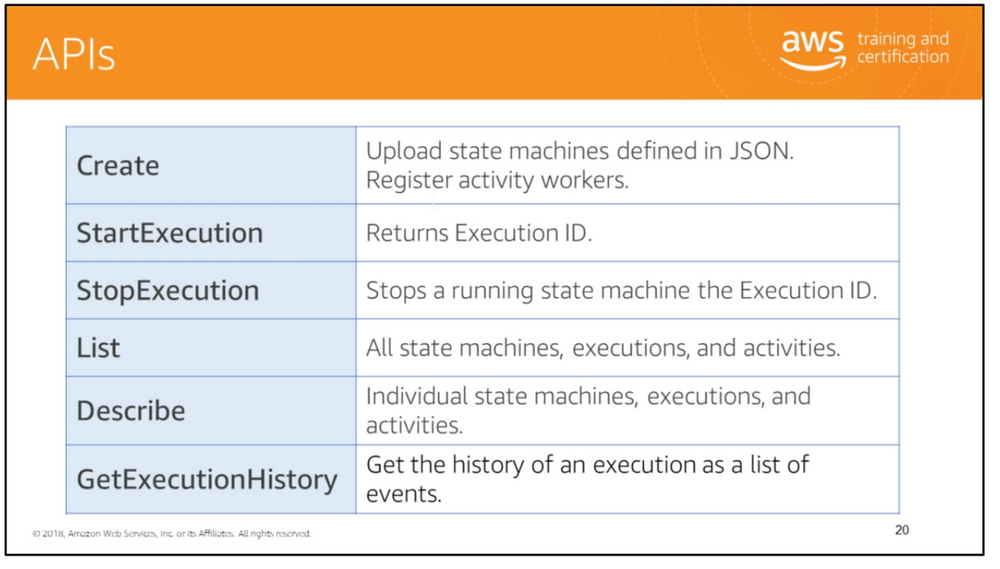 APIs
aws training and
certification
Create
Upload state machines defined in JSON.
Register activity workers.
StartExecution
Returns Execution ID.
StopExecution
Stops a running state machine the Execution ID.
List
All state machines, executions, and activities.
Describe
Individual state machines, executions, and
activities.
GetExecutionHistory
Get the history of an execution as a list of
events.
© 2018, Amazon Web Services, Inc. or its Affiliates. All rights reserved.
20